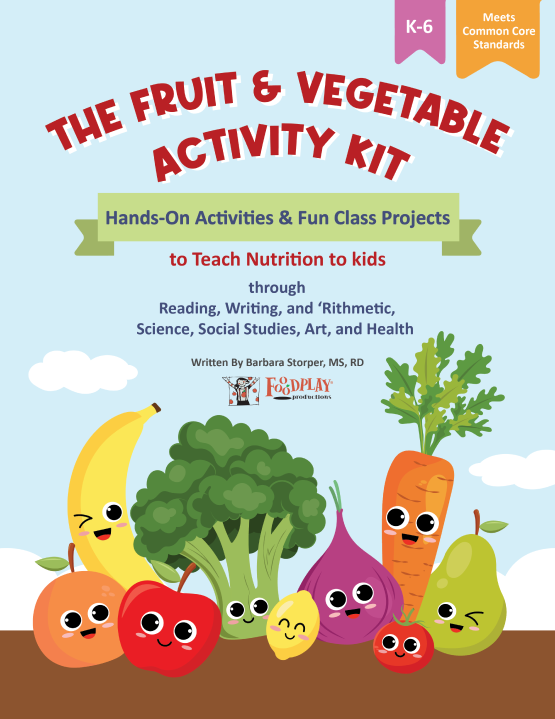 K-6
Meets
Common Core
Standards
THE FRUIT & VEGETABLE
ACTIVITY KIT
Hands-On Activities & Fun Class Projects
to Teach Nutrition to kids
through
Reading, Writing, and ‘Rithmetic,
Science, Social Studies, Art, and Health
Written By Barbara Storper, MS, RD
FOODPLAY
productions